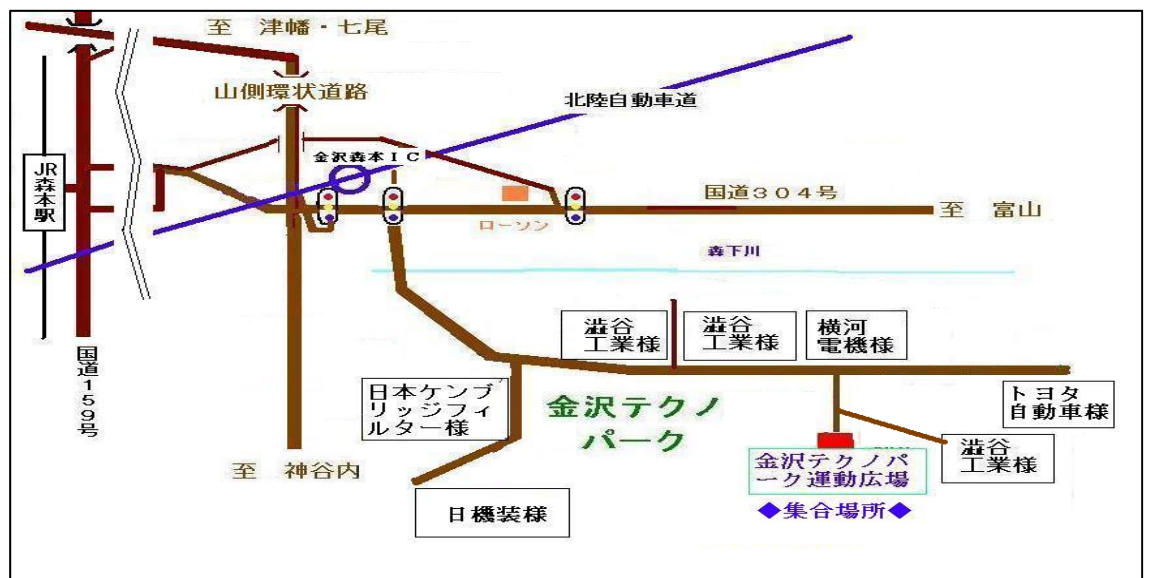 至 津幡・七尾
山側環状道路
北陸自動車道
金沢森本ＩＣ
JR森本駅
国道３０４号
至 富山
ローソン
森下川
国道１５９号
澁谷
工業様
澁谷
工業様
横河
電機様
日本ケンブ
リッジフィ
ルター様
金沢テクノ
パーク
トヨタ
自動車様
澁谷
工業様
金沢テクノパ
ーク運動広場
至 神谷内
日機装様
◆集合場所◆